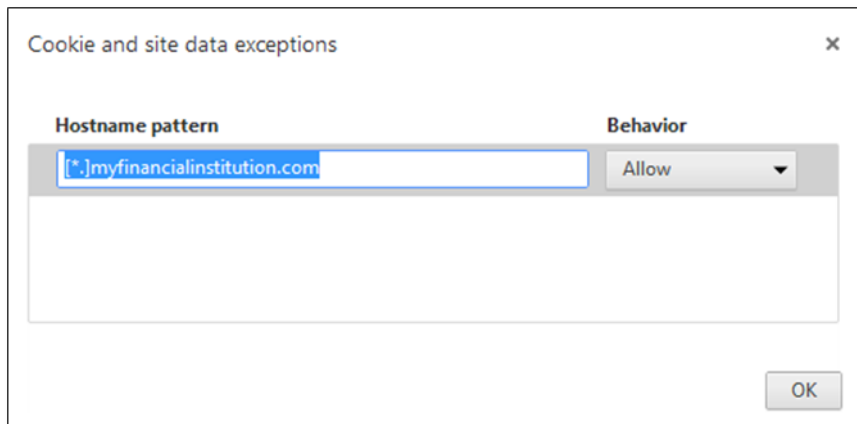 Cookie and site data exceptions ×
Hostname pattern Behavior
[*.]myfinancialinstitution.com Allow
OK